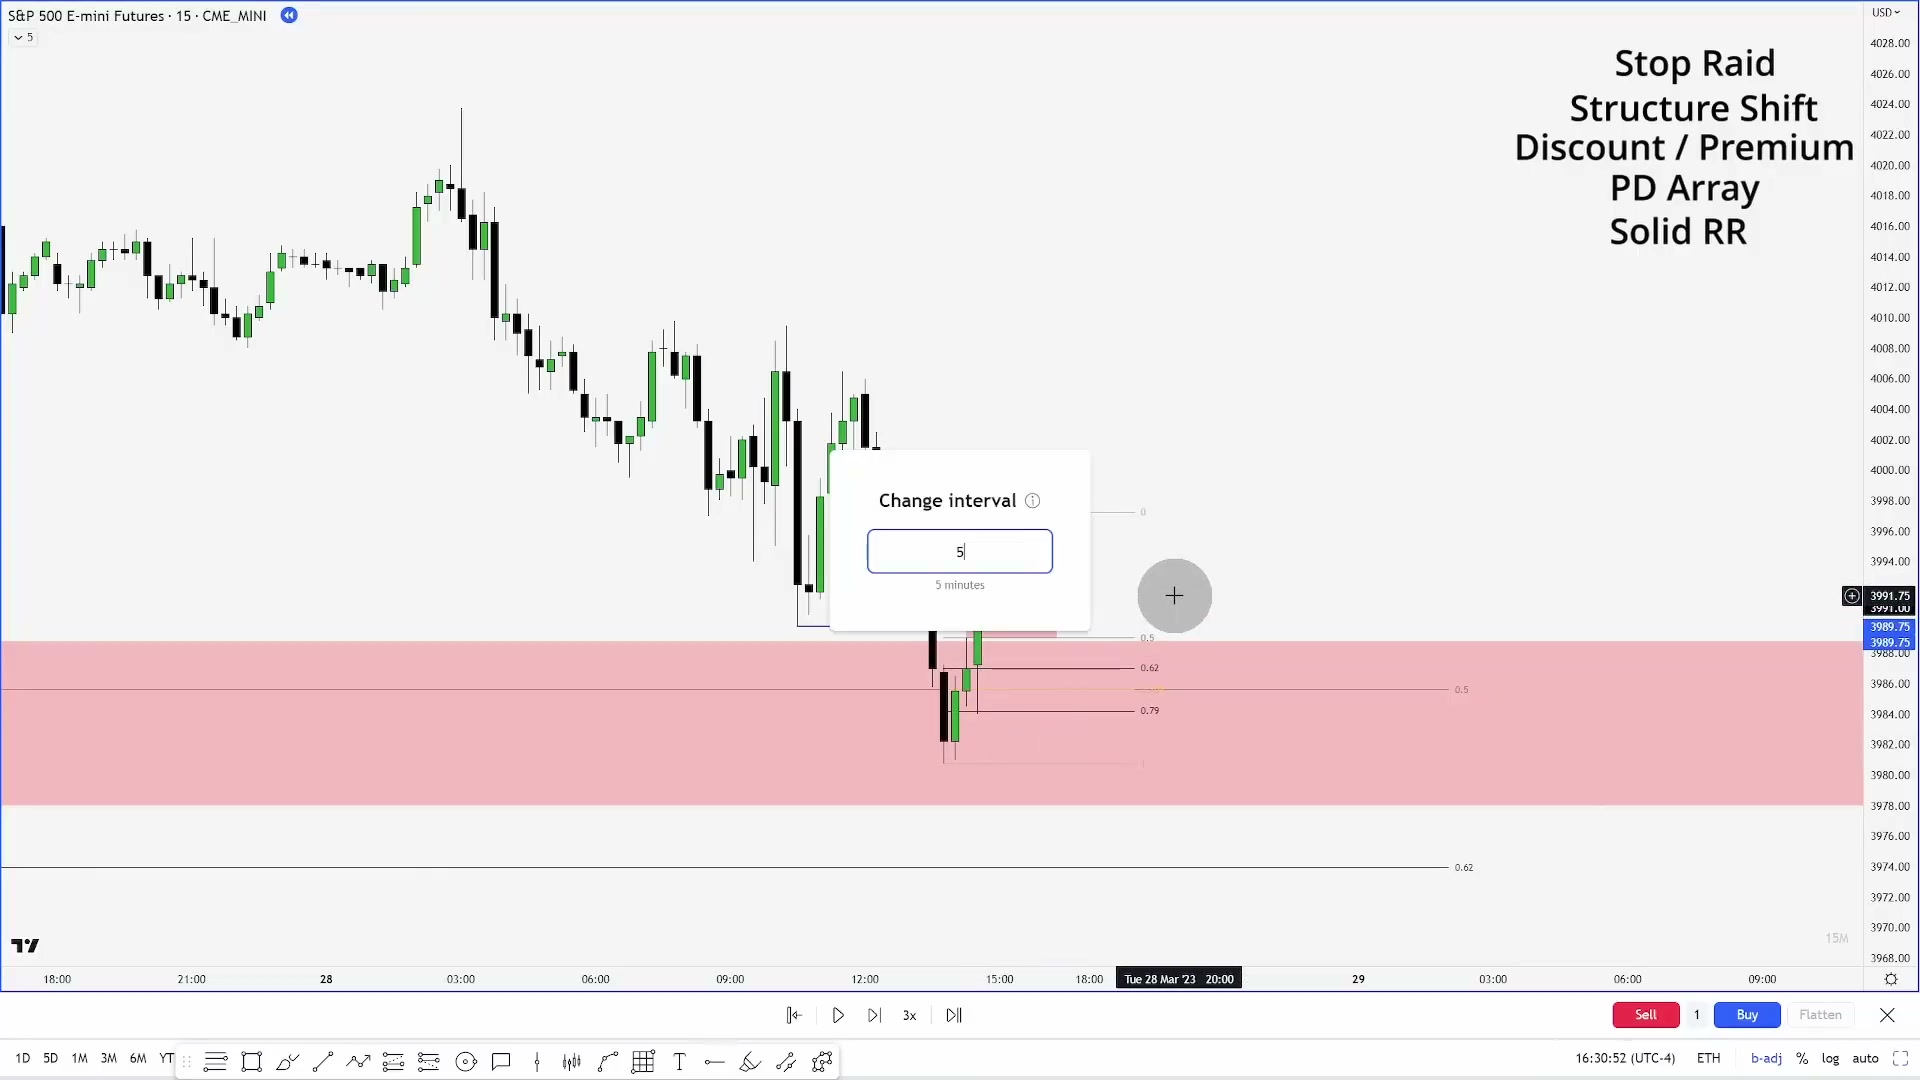 S&P 500 E-mini Futures · 15 · CME_MINI
5
USD
Stop Raid
Structure Shift
Discount / Premium
PD Array
Solid RR
4028.00
4026.00
4024.00
4022.00
4020.00
4018.00
4016.00
4014.00
4012.00
4010.00
4008.00
4006.00
4004.00
4002.00
4000.00
3998.00
3996.00
3994.00
3991.75
3991.00
3989.75
3989.75
3988.00
3986.00
3984.00
3982.00
3980.00
3978.00
3976.00
3974.00
3972.00
3970.00
3968.00
Change interval
5
5 minutes
0
0.5
0.62
0.79
0.5
0.62
15M
18:00 21:00 28 03:00 06:00 09:00 12:00 15:00 18:00 Tue 28 Mar '23 20:00 29 03:00 06:00 09:00
3x
Sell 1 Buy Flatten
1D 5D 1M 3M 6M YT
T
16:30:52 (UTC-4) ETH b-adj % log auto